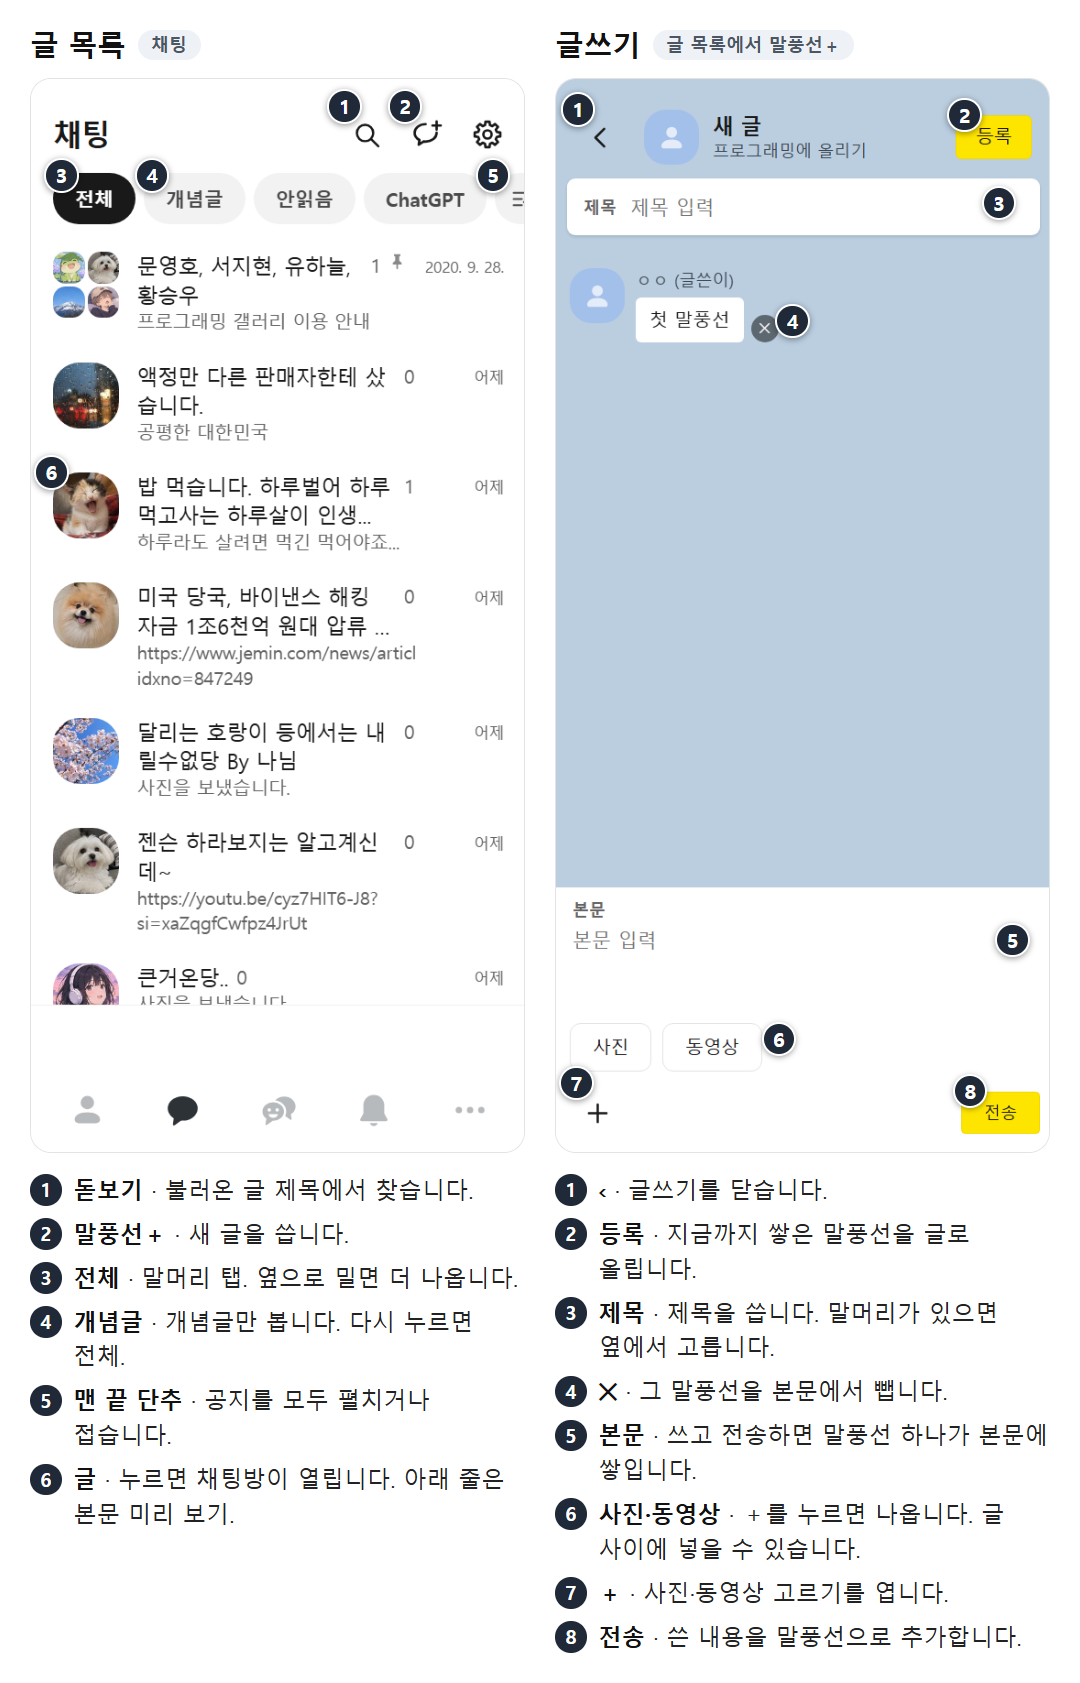 글 목록 채팅
채팅
전체 개념글 안읽음 ChatGPT
문영호, 서지현, 유하늘, 1 2020. 9. 28.
황승우
프로그래밍 갤러리 이용 안내
액정만 다른 판매자한테 샀 0 어제
습니다.
공평한 대한민국
밥 먹습니다. 하루벌어 하루 1 어제
먹고사는 하루살이 인생...
하루라도 살려면 먹긴 먹어야죠...
미국 당국, 바이낸스 해킹 0 어제
자금 1조6천억 원대 압류 ...
https://www.jemin.com/news/articl
idxno=847249
달리는 호랑이 등에서는 내 0 어제
릴수없당 By 나님
사진을 보냈습니다.
젠슨 하라보지는 알고계신 0 어제
데~
https://youtu.be/cyz7HIT6-J8?
si=xaZqgfCwfpz4JrUt
큰거온당.. 0 어제
사진을 보냈습니다
1 돋보기 · 불러온 글 제목에서 찾습니다.
2 말풍선+ · 새 글을 씁니다.
3 전체 · 말머리 탭. 옆으로 밀면 더 나옵니다.
4 개념글 · 개념글만 봅니다. 다시 누르면
전체.
5 맨 끝 단추 · 공지를 모두 펼치거나
접습니다.
6 글 · 누르면 채팅방이 열립니다. 아래 줄은
본문 미리 보기.
글쓰기 글 목록에서 말풍선+
새 글
프로그래밍에 올리기
등록
제목 제목 입력
ㅇㅇ (글쓴이)
첫 말풍선
본문
본문 입력
사진 동영상
+ 전송
1 ‹ · 글쓰기를 닫습니다.
2 등록 · 지금까지 쌓은 말풍선을 글로
올립니다.
3 제목 · 제목을 씁니다. 말머리가 있으면
옆에서 고릅니다.
4 ✕ · 그 말풍선을 본문에서 뺍니다.
5 본문 · 쓰고 전송하면 말풍선 하나가 본문에
쌓입니다.
6 사진·동영상 · +를 누르면 나옵니다. 글
사이에 넣을 수 있습니다.
7 + · 사진·동영상 고르기를 엽니다.
8 전송 · 쓴 내용을 말풍선으로 추가합니다.